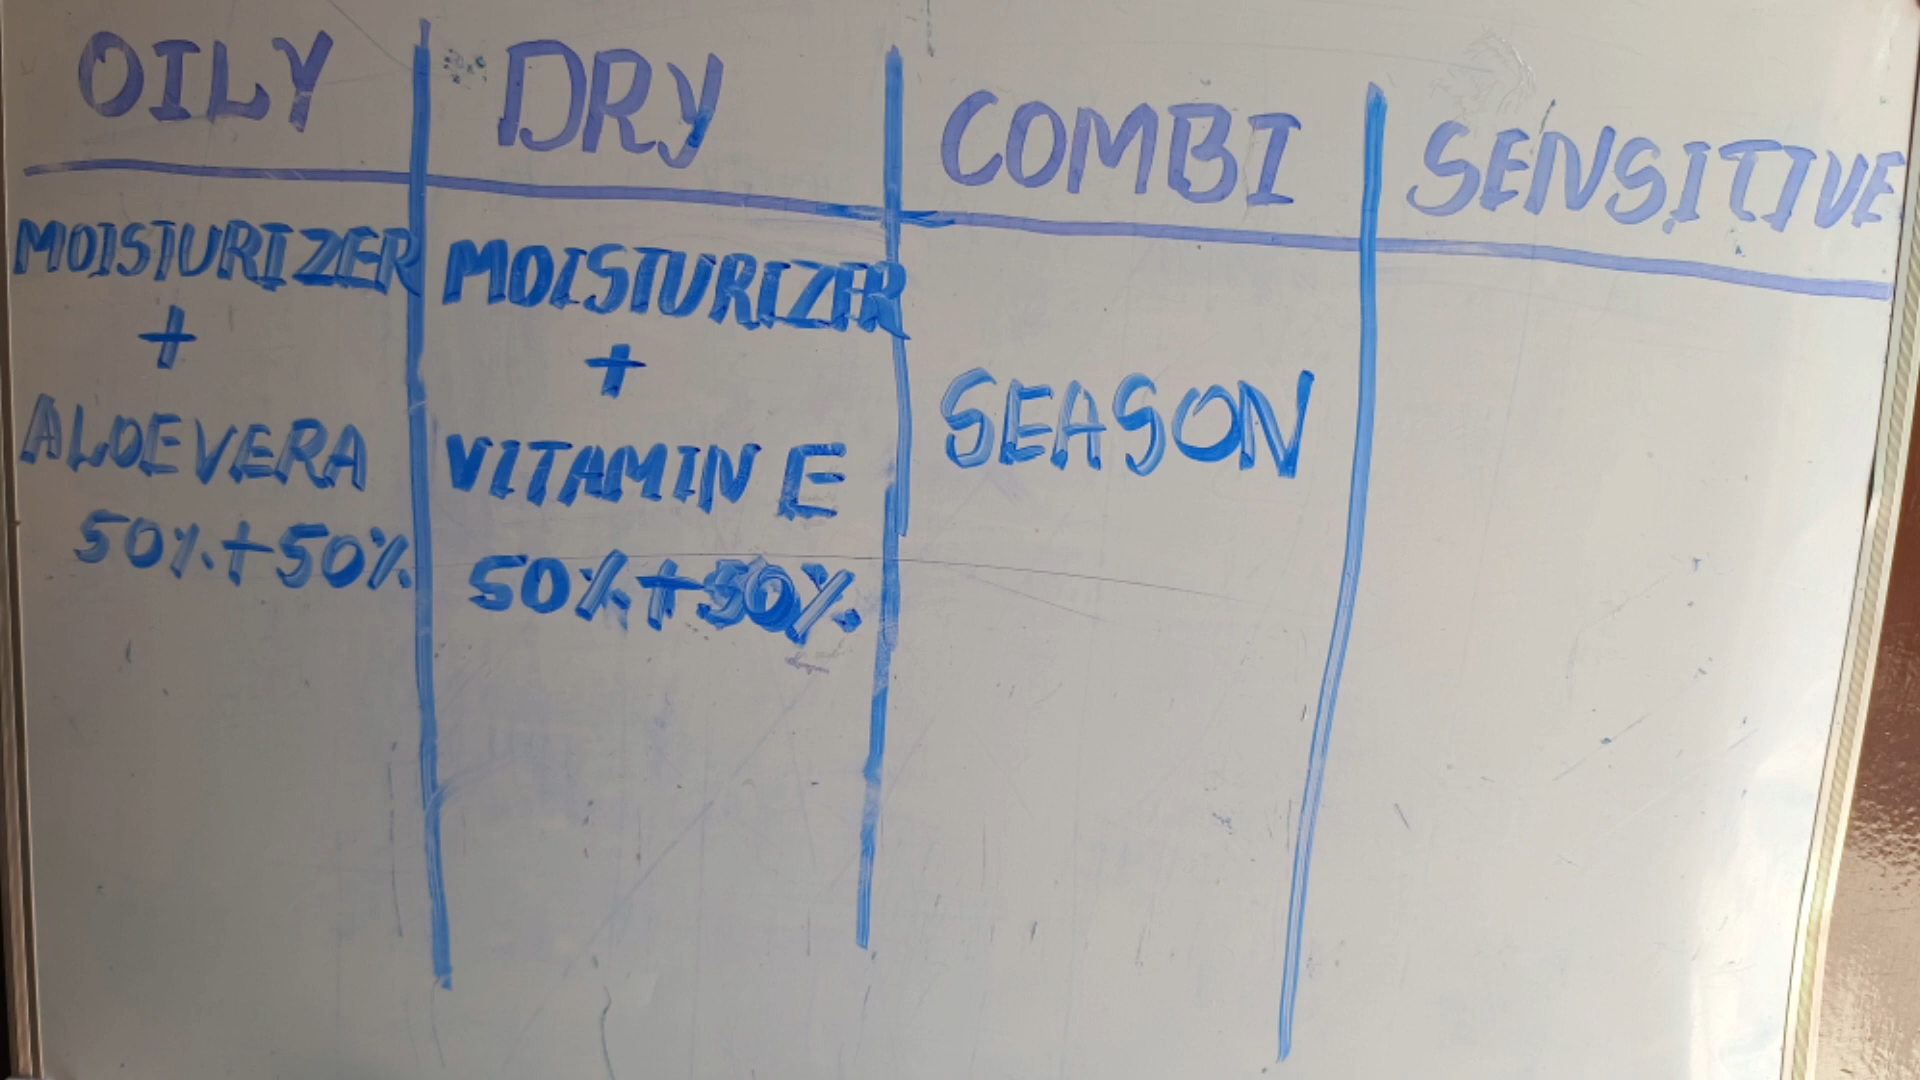 OILY
MOISTURIZER
+
ALOEVERA
50%+50%
DRY
MOISTURIZER
+
VITAMIN E
50%+50%
COMBI
SEASON
SENSITIVE